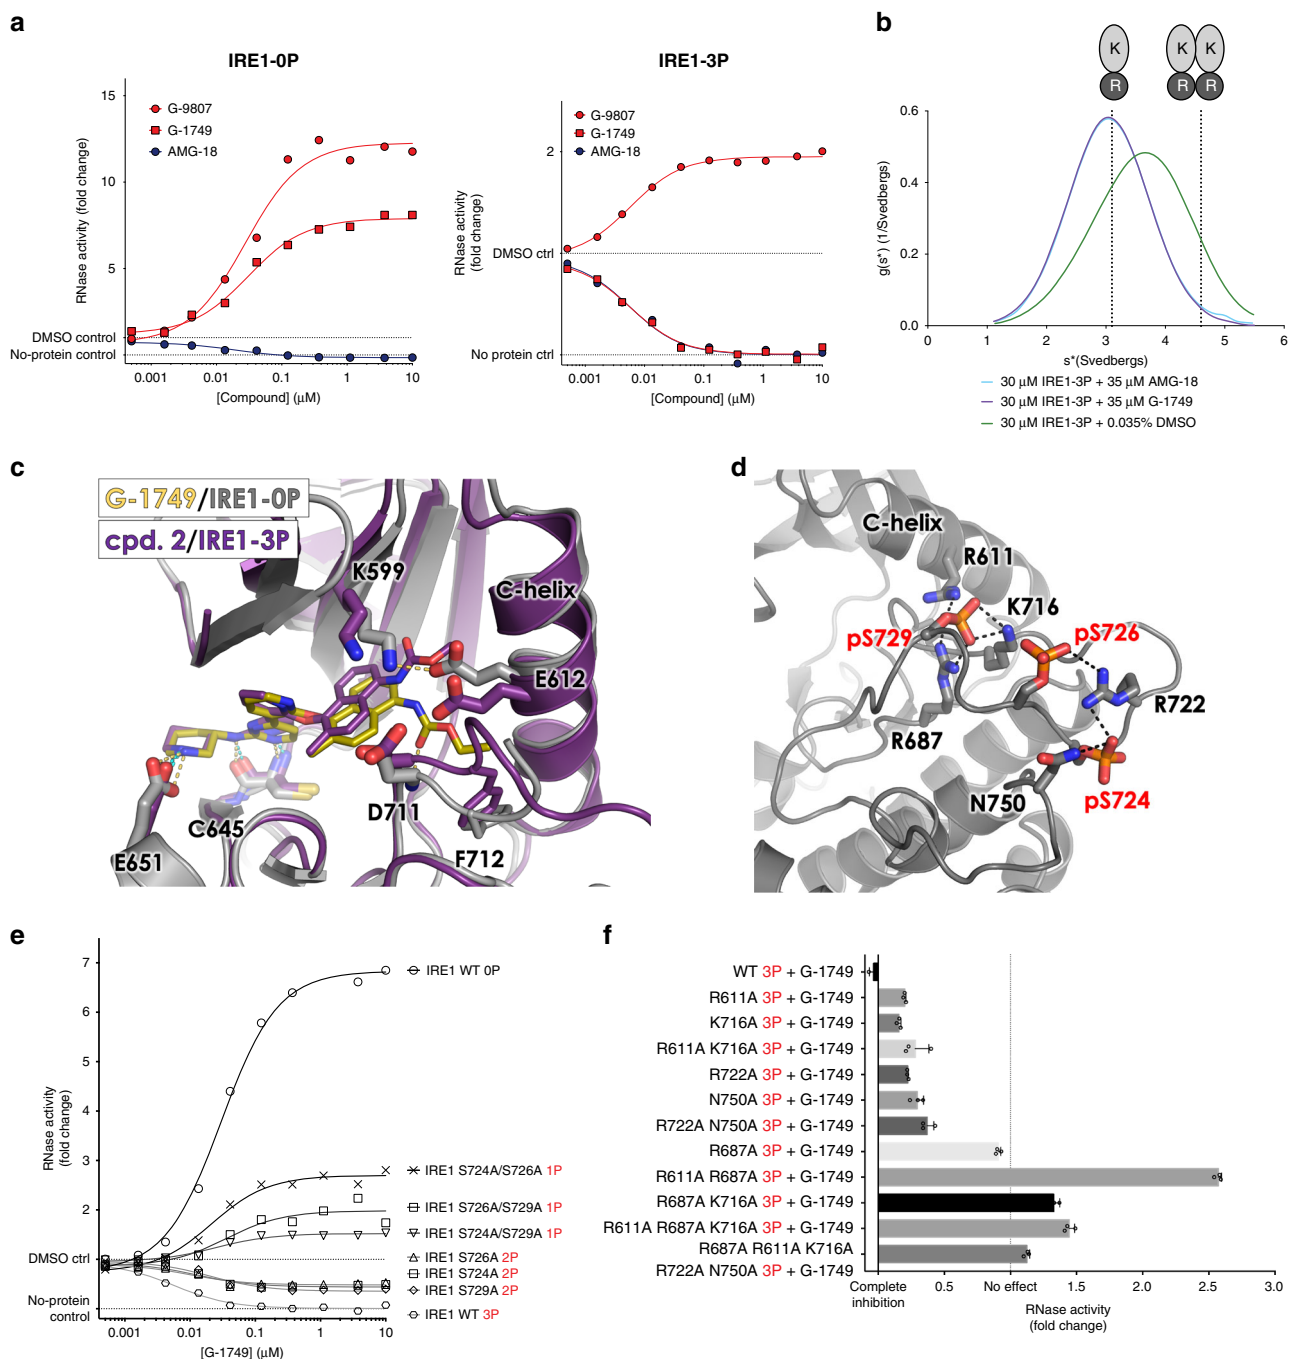 a
IRE1-0P
15
10
5
RNase activity (fold change)
G-9807
G-1749
AMG-18
DMSO control
No-protein control
0.001
0.01
0.1
1
10
[Compound] (µM)
IRE1-3P
2
RNase activity
(fold change)
G-9807
G-1749
AMG-18
DMSO ctrl
No protein ctrl
0.001
0.01
0.1
1
10
[Compound] (µM)
b
K
R
K
K
R
R
0.6
0.4
0.2
0.0
g(s*) (1/Svedbergs)
0
1
2
3
4
5
6
s*(Svedbergs)
30 µM IRE1-3P + 35 µM AMG-18
30 µM IRE1-3P + 35 µM G-1749
30 µM IRE1-3P + 0.035% DMSO
c
G-1749/IRE1-0P
cpd. 2/IRE1-3P
K599
C-helix
E612
D711
C645
E651
F712
d
C-helix
R611
K716
pS729
pS726
R722
R687
N750
pS724
e
7
6
5
4
3
2
RNase activity
(fold change)
DMSO ctrl
No-protein
control
IRE1 WT 0P
IRE1 S724A/S726A 1P
IRE1 S726A/S729A 1P
IRE1 S724A/S729A 1P
IRE1 S726A 2P
IRE1 S724A 2P
IRE1 S729A 2P
IRE1 WT 3P
0.001
0.01
0.1
1
10
[G-1749] (µM)
f
WT 3P + G-1749
R611A 3P + G-1749
K716A 3P + G-1749
R611A K716A 3P + G-1749
R722A 3P + G-1749
N750A 3P + G-1749
R722A N750A 3P + G-1749
R687A 3P + G-1749
R611A R687A 3P + G-1749
R687A K716A 3P + G-1749
R611A R687A K716A 3P + G-1749
R687A R611A K716A
R722A N750A 3P + G-1749
Complete
inhibition
0.5
No effect
1.5
2.0
2.5
3.0
RNase activity
(fold change)